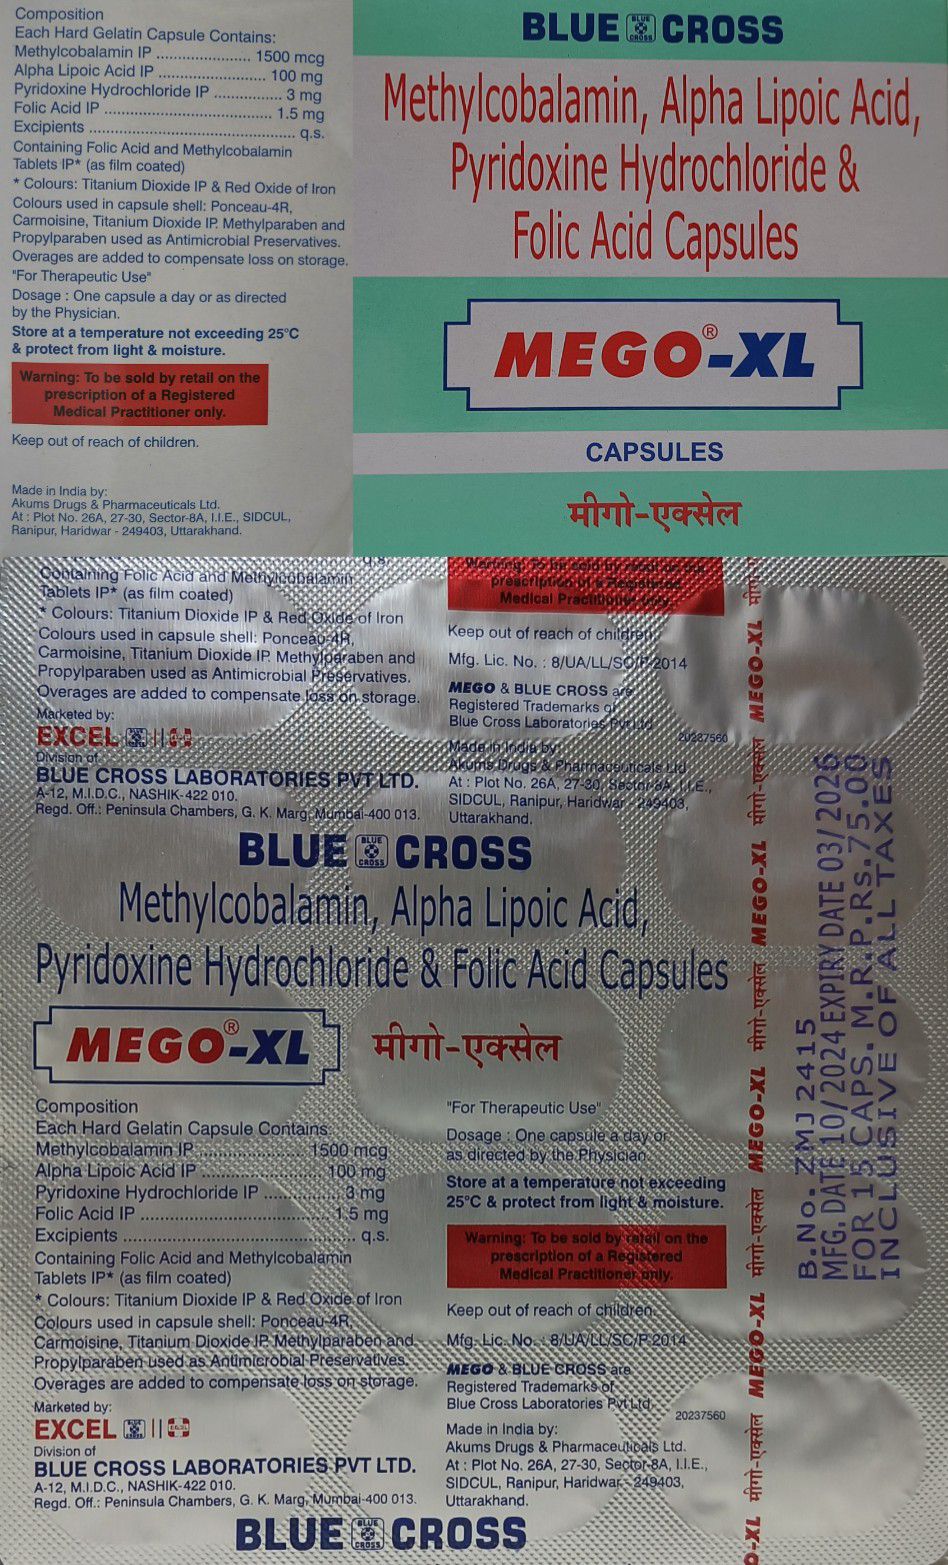 Composition
Each Hard Gelatin Capsule Contains:
Methylcobalamin IP ........................ 1500 mcg
Alpha Lipoic Acid IP ........................... 100 mg
Pyridoxine Hydrochloride IP ................ 3 mg
Folic Acid IP ........................................ 1.5 mg
Excipients ............................................ q.s.
Containing Folic Acid and Methylcobalamin
Tablets IP* (as film coated)
* Colours: Titanium Dioxide IP & Red Oxide of Iron
Colours used in capsule shell: Ponceau-4R,
Carmoisine, Titanium Dioxide IP. Methylparaben and
Propylparaben used as Antimicrobial Preservatives.
Overages are added to compensate loss on storage.
"For Therapeutic Use"
Dosage : One capsule a day or as directed
by the Physician.
Store at a temperature not exceeding 25°C
& protect from light & moisture.
Warning: To be sold by retail on the
prescription of a Registered
Medical Practitioner only.
Keep out of reach of children.
Made in India by:
Akums Drugs & Pharmaceuticals Ltd.
At : Plot No. 26A, 27-30, Sector-8A, I.I.E., SIDCUL,
Ranipur, Haridwar - 249403, Uttarakhand.
BLUE BLUE CROSS CROSS
Methylcobalamin, Alpha Lipoic Acid,
Pyridoxine Hydrochloride &
Folic Acid Capsules
MEGO®-XL
CAPSULES
मीगो-एक्सेल
q.s.
Containing Folic Acid and Methylcobalamin
Tablets IP* (as film coated)
* Colours: Titanium Dioxide IP & Red Oxide of Iron
Colours used in capsule shell: Ponceau-4R,
Carmoisine, Titanium Dioxide IP. Methylparaben and
Propylparaben used as Antimicrobial Preservatives.
Overages are added to compensate loss on storage.
Marketed by:
EXCEL
Division of
BLUE CROSS LABORATORIES PVT LTD.
A-12, M.I.D.C., NASHIK-422 010.
Regd. Off.: Peninsula Chambers, G. K. Marg, Mumbai-400 013.
Warning: To be sold by retail on the
prescription of a Registered
Medical Practitioner only.
Keep out of reach of children.
Mfg. Lic. No. : 8/UA/LL/SC/P-2014
MEGO & BLUE CROSS are
Registered Trademarks of
Blue Cross Laboratories Pvt Ltd.
20237560
Made in India by:
Akums Drugs & Pharmaceuticals Ltd.
At : Plot No. 26A, 27-30, Sector-8A, I.I.E.,
SIDCUL, Ranipur, Haridwar - 249403,
Uttarakhand.
BLUE BLUE CROSS CROSS
Methylcobalamin, Alpha Lipoic Acid,
Pyridoxine Hydrochloride & Folic Acid Capsules
MEGO®-XL मीगो-एक्सेल
Composition
Each Hard Gelatin Capsule Contains:
Methylcobalamin IP ........................ 1500 mcg
Alpha Lipoic Acid IP ........................... 100 mg
Pyridoxine Hydrochloride IP ................ 3 mg
Folic Acid IP ........................................ 1.5 mg
Excipients ............................................ q.s.
Containing Folic Acid and Methylcobalamin
Tablets IP* (as film coated)
* Colours: Titanium Dioxide IP & Red Oxide of Iron
Colours used in capsule shell: Ponceau-4R,
Carmoisine, Titanium Dioxide IP. Methylparaben and
Propylparaben used as Antimicrobial Preservatives.
Overages are added to compensate loss on storage.
Marketed by:
EXCEL
Division of
BLUE CROSS LABORATORIES PVT LTD.
A-12, M.I.D.C., NASHIK-422 010.
Regd. Off.: Peninsula Chambers, G. K. Marg, Mumbai-400 013.
"For Therapeutic Use"
Dosage : One capsule a day or
as directed by the Physician.
Store at a temperature not exceeding
25°C & protect from light & moisture.
Warning: To be sold by retail on the
prescription of a Registered
Medical Practitioner only.
Keep out of reach of children.
Mfg. Lic. No. : 8/UA/LL/SC/P-2014
MEGO & BLUE CROSS are
Registered Trademarks of
Blue Cross Laboratories Pvt Ltd.
20237560
Made in India by:
Akums Drugs & Pharmaceuticals Ltd.
At : Plot No. 26A, 27-30, Sector-8A, I.I.E.,
SIDCUL, Ranipur, Haridwar - 249403,
Uttarakhand.
BLUE BLUE CROSS CROSS
O-XL मीगो-एक्सेल MEGO-XL मीगो-एक्सेल MEGO-XL मीगो-एक्सेल MEGO-XL मीगो-एक्सेल MEGO-XL
B.No. ZMJ 2415
MFG. DATE 10/2024 EXPIRY DATE 03/2026
FOR 15 CAPS. M.R.P.Rs.75.00
INCLUSIVE OF ALL TAXES